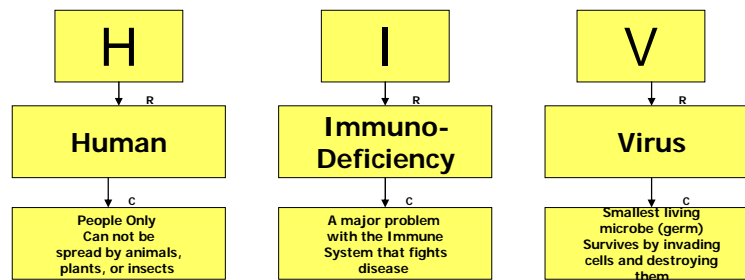 H
I
V
R
R
R
Human
Immuno-
Deficiency
Virus
C
C
C
People Only
Can not be
spread by animals,
plants, or insects
A major problem
with the Immune
System that fights
disease
Smallest living
microbe (germ)
Survives by invading
cells and destroying
them